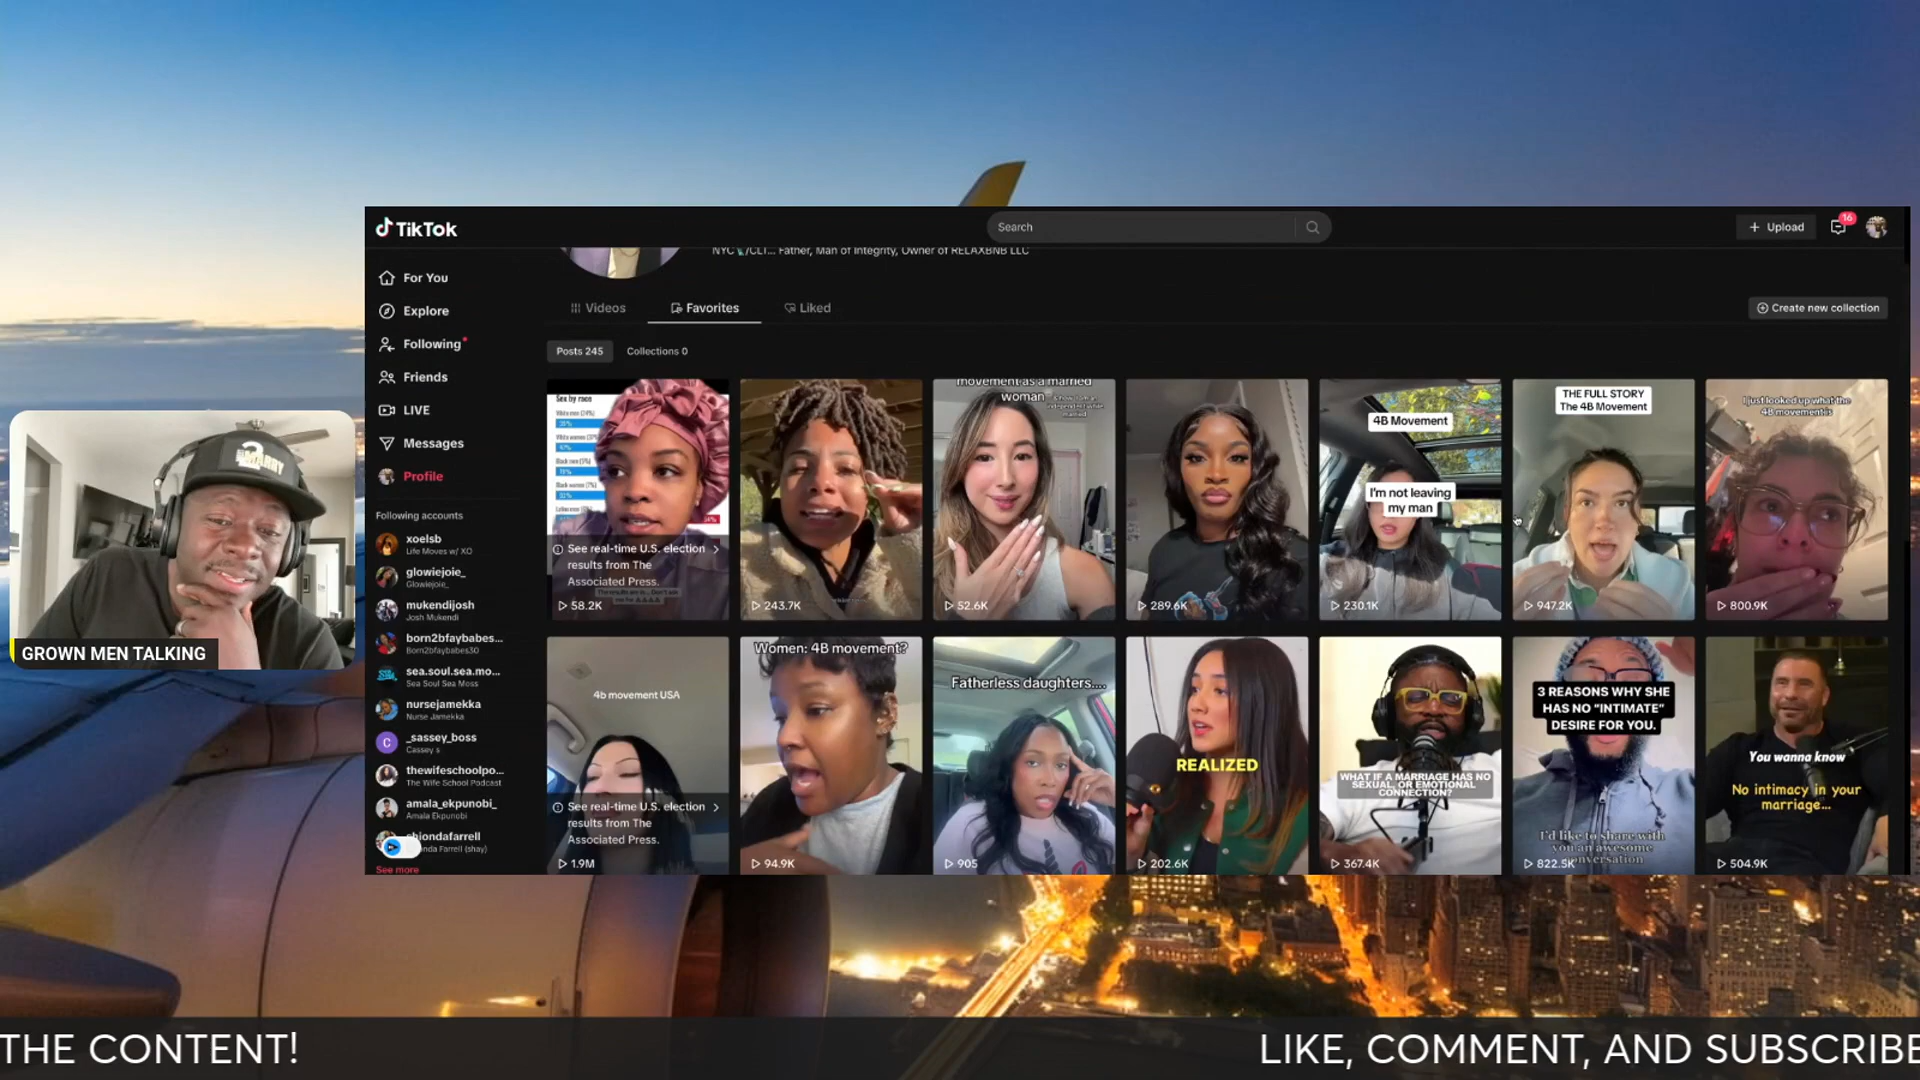 TikTok
Search
Upload
16
NYC
Father, Man of Integrity, Owner of RELAXBNB LLC
For You
Explore
Following
Friends
LIVE
Messages
Profile
Following accounts
xoelsb
Life Moves w/ XO
glowiejoie_
Glowiejoie_
mukendijosh
Josh Mukendi
born2bfaybabes...
Born2bfaybabes30
sea.soul.sea.mo...
Sea Soul Sea Moss
nursejamekka
Nurse Jamekka
C
_sassey_boss
Cassey s
thewifeschoolpo...
The Wife School Podcast
amala_ekpunobi_
Amala Ekpunobi
shiondafarrell
Farrell (shay)
See more
Videos
Favorites
Liked
Create new collection
Posts 245
Collections 0
Sex by race
See real-time U.S. election
results from The
Associated Press.
58.2K
243.7K
movement as a married
woman
52.6K
289.6K
4B Movement
I'm not leaving
my man
230.1K
THE FULL STORY
The 4B Movement
947.2K
I just looked up what the
4B movement is
800.9K
4b movement USA
See real-time U.S. election
results from The
Associated Press.
1.9M
Women: 4B movement?
94.9K
Fatherless daughters....
905
REALIZED
202.6K
WHAT IF A MARRIAGE HAS NO
SEXUAL, OR EMOTIONAL
CONNECTION?
367.4K
3 REASONS WHY SHE
HAS NO "INTIMATE"
DESIRE FOR YOU.
I'd like to share with
you an awesome
conversation
822.5K
You wanna know
No intimacy in your
marriage...
504.9K
GROWN MEN TALKING
THE CONTENT!
LIKE, COMMENT, AND SUBSCRIBE